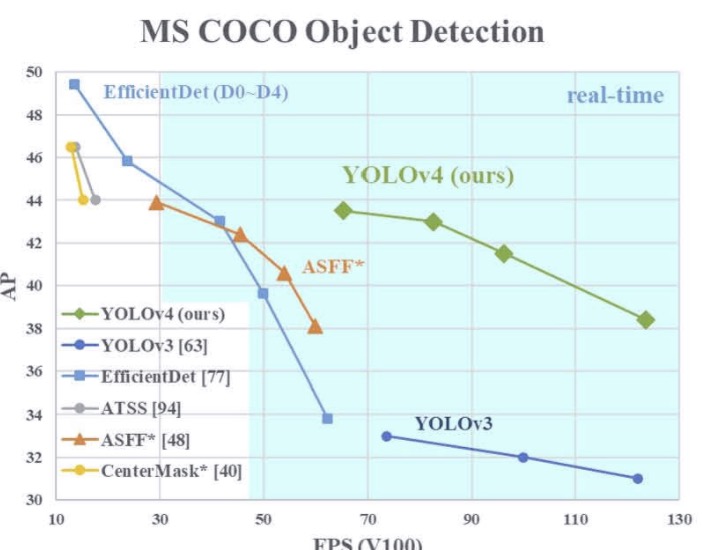 MS COCO Object Detection
50
48
46
44
42
40
38
36
34
32
30
AP
EfficientDet (D0~D4)
real-time
YOLOv4 (ours)
ASFF*
YOLOv3
YOLOv4 (ours)
YOLOv3 [63]
EfficientDet [77]
ATSS [94]
ASFF* [48]
CenterMask* [40]
10 30 50 70 90 110 130
FPS (V100)